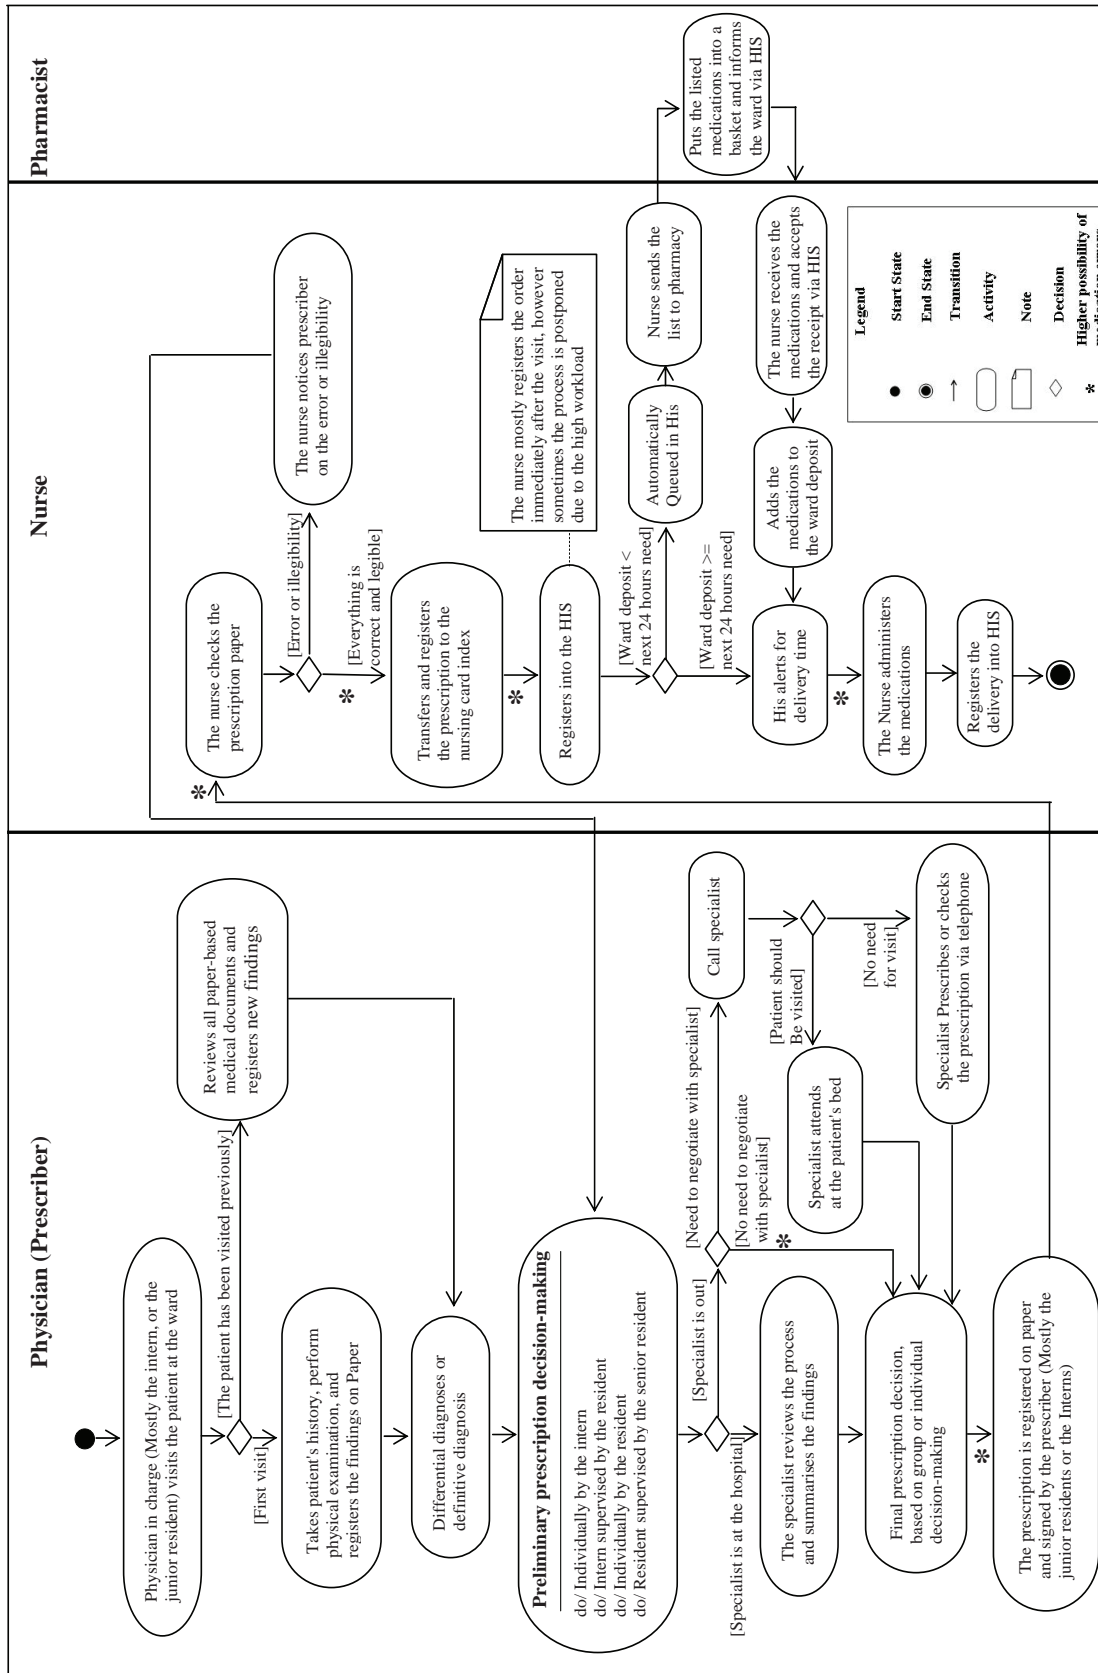 Physician (Prescriber)
Nurse
Pharmacist
Physician in charge (Mostly the intern, or the
junior resident) visits the patient at the ward
[The patient has been visited previously]
[First visit]
Reviews all paper-based
medical documents and
registers new findings
Takes patient's history, perform
physical examination, and
registers the findings on Paper
Differential diagnoses or
definitive diagnosis
Preliminary prescription decision-making
do/ Individually by the intern
do/ Intern supervised by the resident
do/ Individually by the resident
do/ Resident supervised by the senior resident
[Specialist is out]
[Specialist is at the hospital]
[Need to negotiate with specialist]
[No need to negotiate
with specialist]
*
Call specialist
[Patient should
Be visited]
[No need
for visit]
Specialist attends
at the patient's bed
Specialist Prescribes or checks
the prescription via telephone
The specialist reviews the process
and summarises the findings
Final prescription decision,
based on group or individual
decision-making
*
The prescription is registered on paper
and signed by the prescriber (Mostly the
junior residents or the Interns)
*
The nurse checks the
prescription paper
[Error or illegibility]
The nurse notices prescriber
on the error or illegibility
[Everything is
correct and legible]
*
Transfers and registers
the prescription to the
nursing card index
*
Registers into the HIS
The nurse mostly registers the order
immediately after the visit, however
sometimes the process is postponed
due to the high workload
[Ward deposit <
next 24 hours need]
[Ward deposit >=
next 24 hours need]
Automatically
Queued in His
Nurse sends the
list to pharmacy
Puts the listed
medications into a
basket and informs
the ward via HIS
The nurse receives the
medications and accepts
the receipt via HIS
Adds the
medications to
the ward deposit
His alerts for
delivery time
*
The Nurse administers
the medications
Registers the
delivery into HIS
Legend
Start State
End State
Transition
Activity
Note
Decision
* Higher possibility of